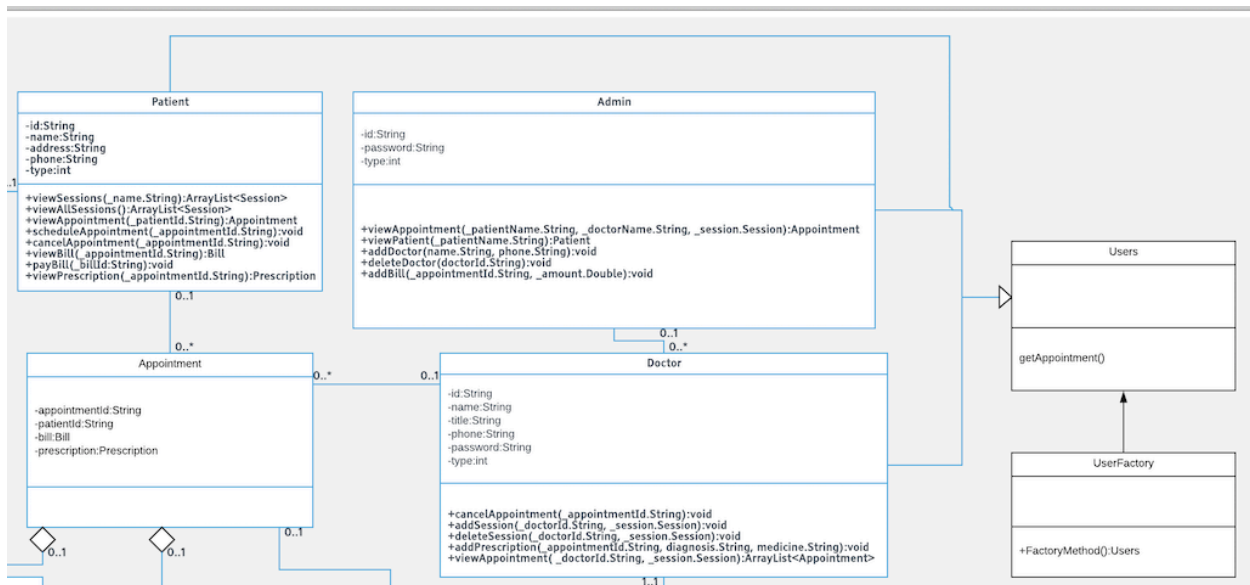 Patient
-id:String
-name:String
-address:String
-phone:String
-type:int
+viewSessions(_name.String):ArrayList<Session>
+viewAllSessions():ArrayList<Session>
+viewAppointment(_patientId.String):Appointment
+scheduleAppointment(_appointmentId.String):void
+cancelAppointment(_appointmentId.String):void
+viewBill(_appointmentId.String):Bill
+payBill(_billId:String):void
+viewPrescription(_appointmentId.String):Prescription
..1
0..1
0..*
Admin
-id:String
-password:String
-type:int
+viewAppointment(_patientName.String, _doctorName.String, _session.Session):Appointment
+viewPatient(_patientName.String):Patient
+addDoctor(name.String, phone.String):void
+deleteDoctor(doctorId.String):void
+addBill(_appointmentId.String, _amount.Double):void
0..1
0..*
Users
getAppointment()
Appointment
-appointmentId:String
-patientId:String
-bill:Bill
-prescription:Prescription
0..*
0..1
0..1
0..1
0..1
Doctor
-id:String
-name:String
-title:String
-phone:String
-password:String
-type:int
+cancelAppointment(_appointmentId.String):void
+addSession(_doctorId.String, _session.Session):void
+deleteSession(_doctorId.String, _session.Session):void
+addPrescription(_appointmentId.String, diagnosis.String, medicine.String):void
+viewAppointment( _doctorId.String, _session.Session):ArrayList<Appointment>
1..1
UserFactory
+FactoryMethod():Users